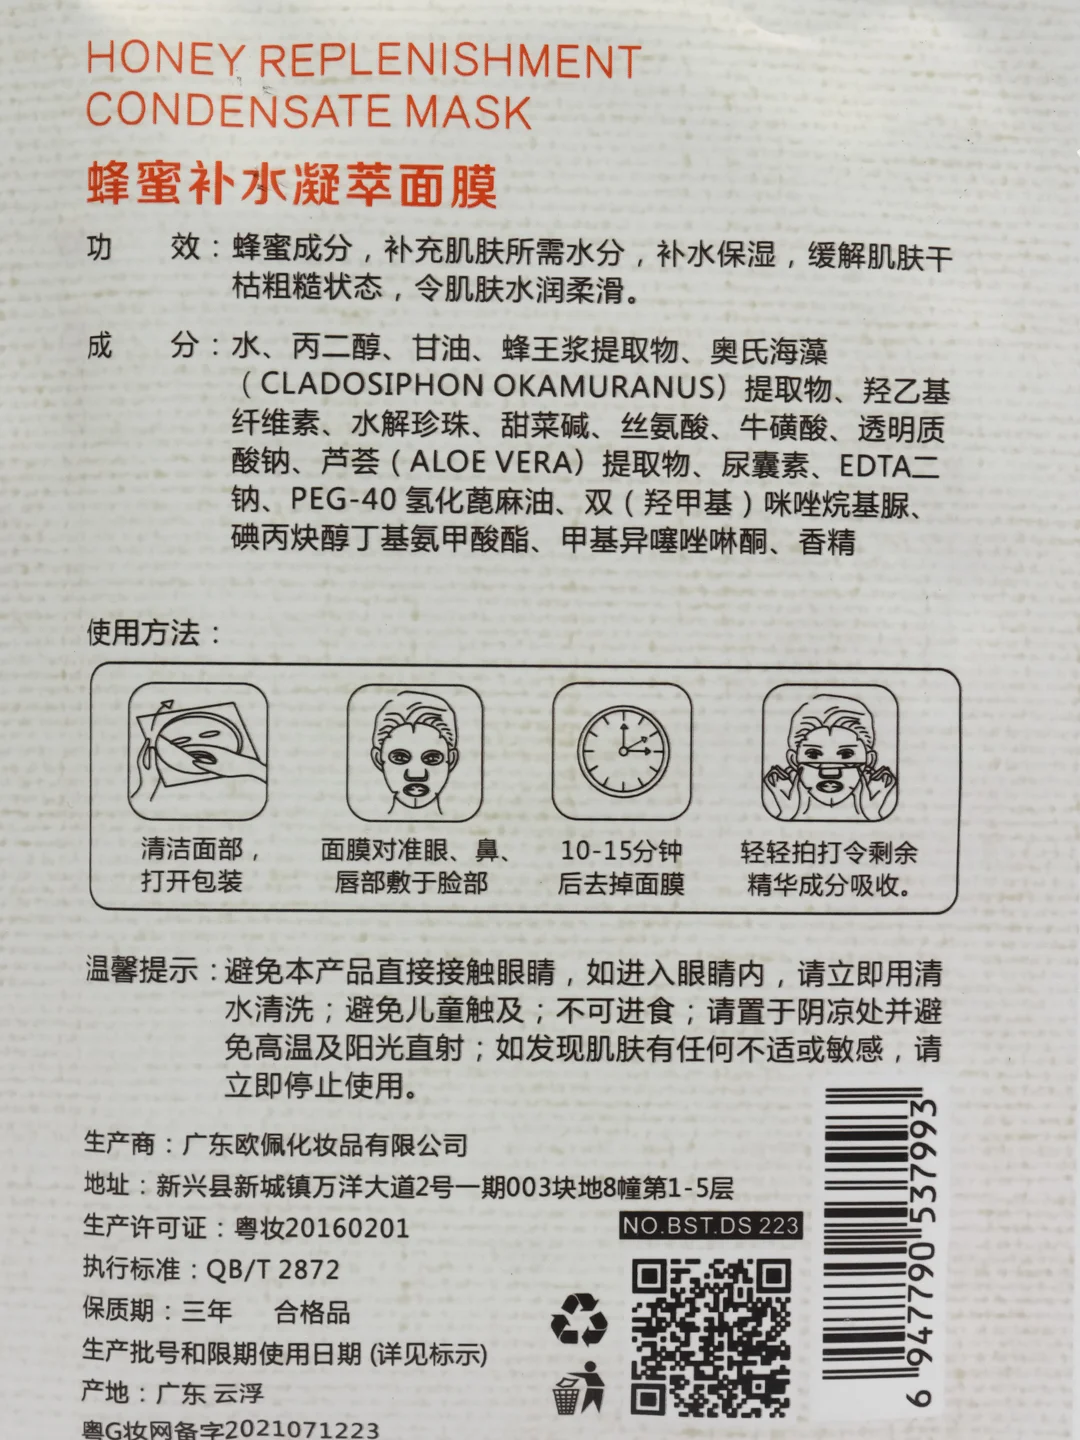 HONEY REPLENISHMENT
CONDENSATE MASK
蜂蜜补水凝萃面膜
功 效：蜂蜜成分，补充肌肤所需水分，补水保湿，缓解肌肤干
枯粗糙状态，令肌肤水润柔滑。
成 分：水、丙二醇、甘油、蜂王浆提取物、奥氏海藻
（CLADOSIPHON OKAMURANUS）提取物、羟乙基
纤维素、水解珍珠、甜菜碱、丝氨酸、牛磺酸、透明质
酸钠、芦荟（ALOE VERA）提取物、尿囊素、EDTA二
钠、PEG-40 氢化蓖麻油、双（羟甲基）咪唑烷基脲、
碘丙炔醇丁基氨甲酸酯、甲基异噻唑啉酮、香精
使用方法：
清洁面部，
打开包装
面膜对准眼、鼻、
唇部敷于脸部
10-15分钟
后去掉面膜
轻轻拍打令剩余
精华成分吸收。
温馨提示：避免本产品直接接触眼睛，如进入眼睛内，请立即用清
水清洗；避免儿童触及；不可进食；请置于阴凉处并避
免高温及阳光直射；如发现肌肤有任何不适或敏感，请
立即停止使用。
生产商：广东欧佩化妆品有限公司
地址：新兴县新城镇万洋大道2号一期003块地8幢第1-5层
生产许可证：粤妆20160201
NO.BST.DS 223
执行标准：QB/T 2872
保质期：三年 合格品
生产批号和限期使用日期 (详见标示)
产地：广东 云浮
粤G妆网备字2021071223
6 947790 537993